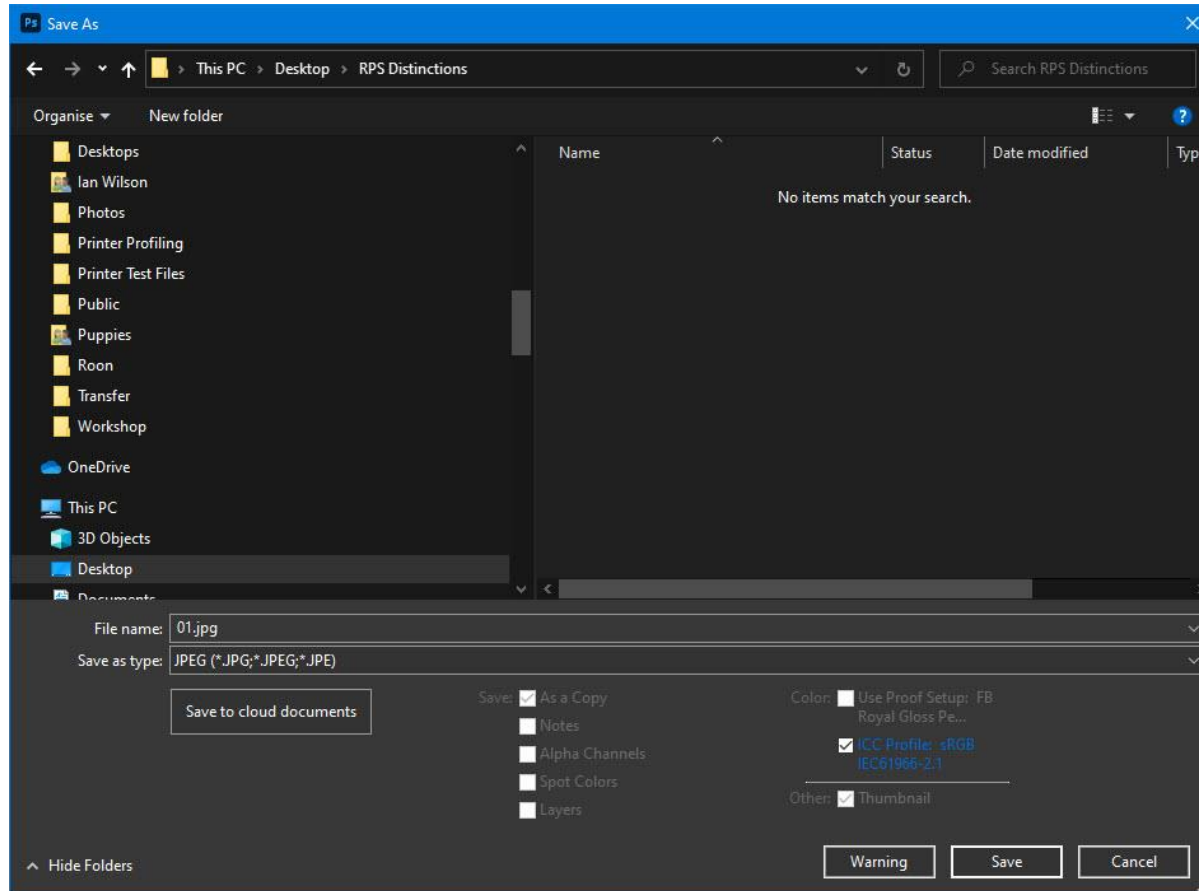 Ps Save As
This PC > Desktop > RPS Distinctions
Search RPS Distinctions
Organise
New folder
?
Name
Status
Date modified
Typ
No items match your search.
Desktops
Ian Wilson
Photos
Printer Profiling
Printer Test Files
Public
Puppies
Roon
Transfer
Workshop
OneDrive
This PC
3D Objects
Desktop
Documents
File name: 01.jpg
Save as type: JPEG (*.JPG;*.JPEG;*.JPE)
Save to cloud documents
Save: As a Copy
Notes
Alpha Channels
Spot Colors
Layers
Color: Use Proof Setup: FB
Royal Gloss Pe...
ICC Profile: sRGB
IEC61966-2.1
Other: Thumbnail
Hide Folders
Warning
Save
Cancel